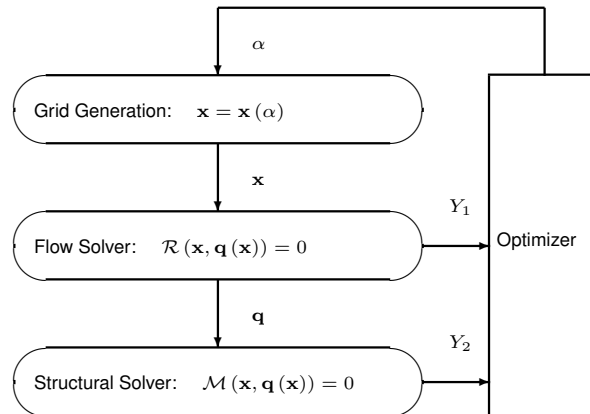 α
Grid Generation: x = x (α)
x
Flow Solver: R (x, q (x)) = 0
Y₁
Optimizer
q
Y₂
Structural Solver: M (x, q (x)) = 0